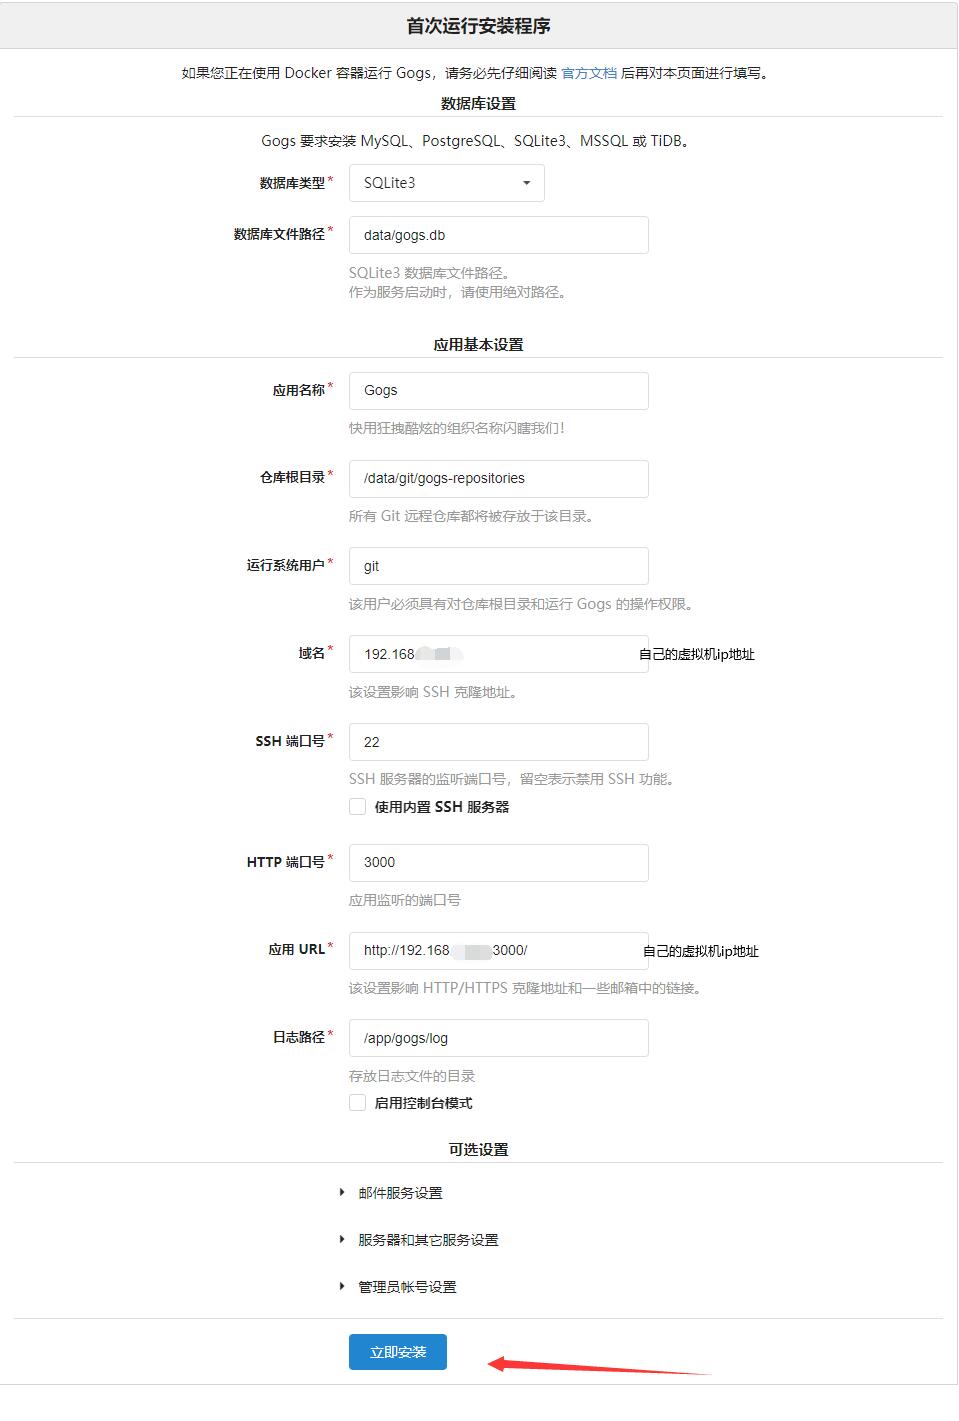 首次运行安装程序
如果您正在使用 Docker 容器运行 Gogs，请务必先仔细阅读 官方文档 后再对本页面进行填写。
数据库设置
Gogs 要求安装 MySQL、PostgreSQL、SQLite3、MSSQL 或 TiDB。
数据库类型* SQLite3
数据库文件路径* data/gogs.db
SQLite3 数据库文件路径。
作为服务启动时，请使用绝对路径。
应用基本设置
应用名称* Gogs
快用狂拽酷炫的组织名称闪瞎我们！
仓库根目录* /data/git/gogs-repositories
所有 Git 远程仓库都将被存放于该目录。
运行系统用户* git
该用户必须具有对仓库根目录和运行 Gogs 的操作权限。
域名* 192.168 自己的虚拟机ip地址
该设置影响 SSH 克隆地址。
SSH 端口号* 22
SSH 服务器的监听端口号，留空表示禁用 SSH 功能。
使用内置 SSH 服务器
HTTP 端口号* 3000
应用监听的端口号
应用 URL* http://192.168 3000/ 自己的虚拟机ip地址
该设置影响 HTTP/HTTPS 克隆地址和一些邮箱中的链接。
日志路径* /app/gogs/log
存放日志文件的目录
启用控制台模式
可选设置
邮件服务设置
服务器和其它服务设置
管理员帐号设置
立即安装